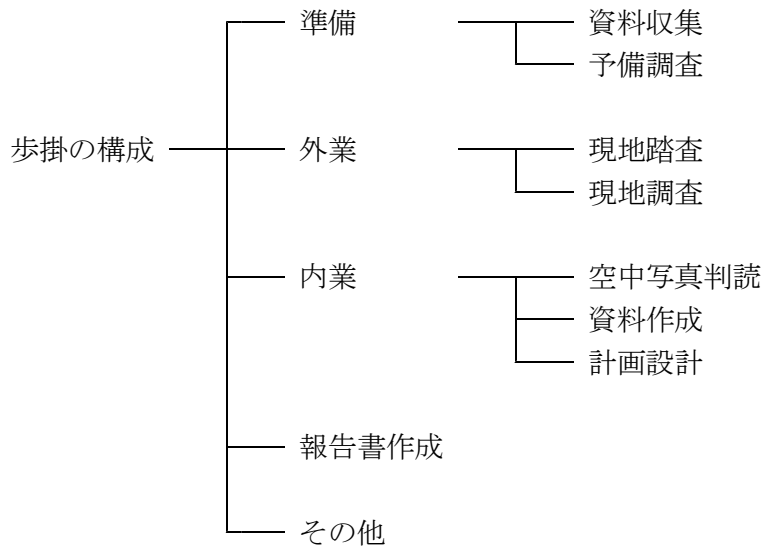 準備 資料収集
予備調査
歩掛の構成 外業 現地踏査
現地調査
内業 空中写真判読
資料作成
計画設計
報告書作成
その他